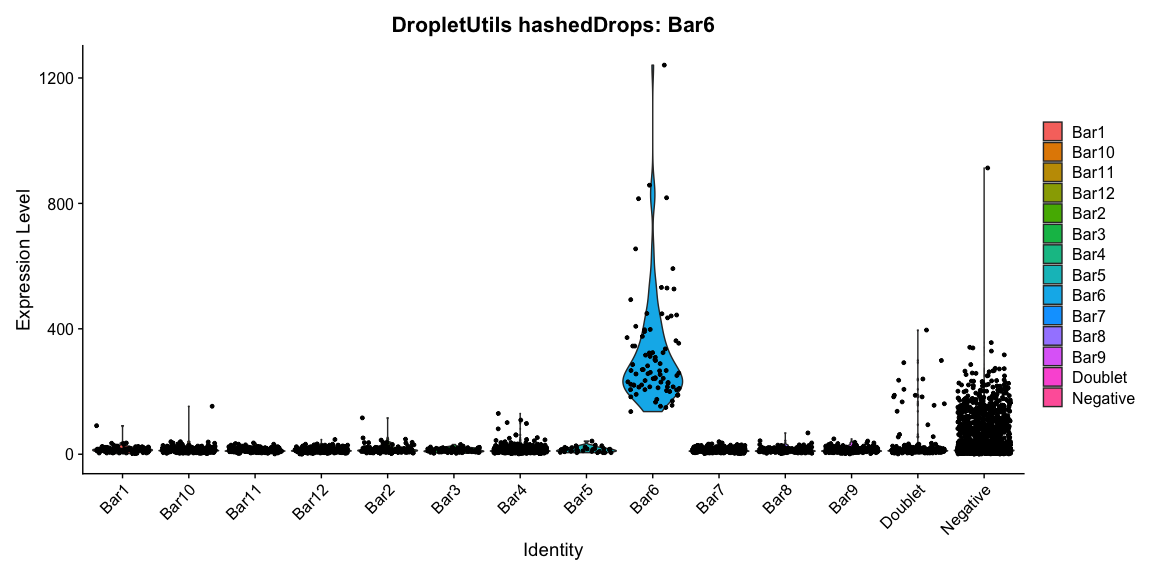 DropletUtils hashedDrops: Bar6
Expression Level
1200
800
400
0
Bar1
Bar10
Bar11
Bar12
Bar2
Bar3
Bar4
Bar5
Bar6
Bar7
Bar8
Bar9
Doublet
Negative
Identity
Bar1
Bar10
Bar11
Bar12
Bar2
Bar3
Bar4
Bar5
Bar6
Bar7
Bar8
Bar9
Doublet
Negative